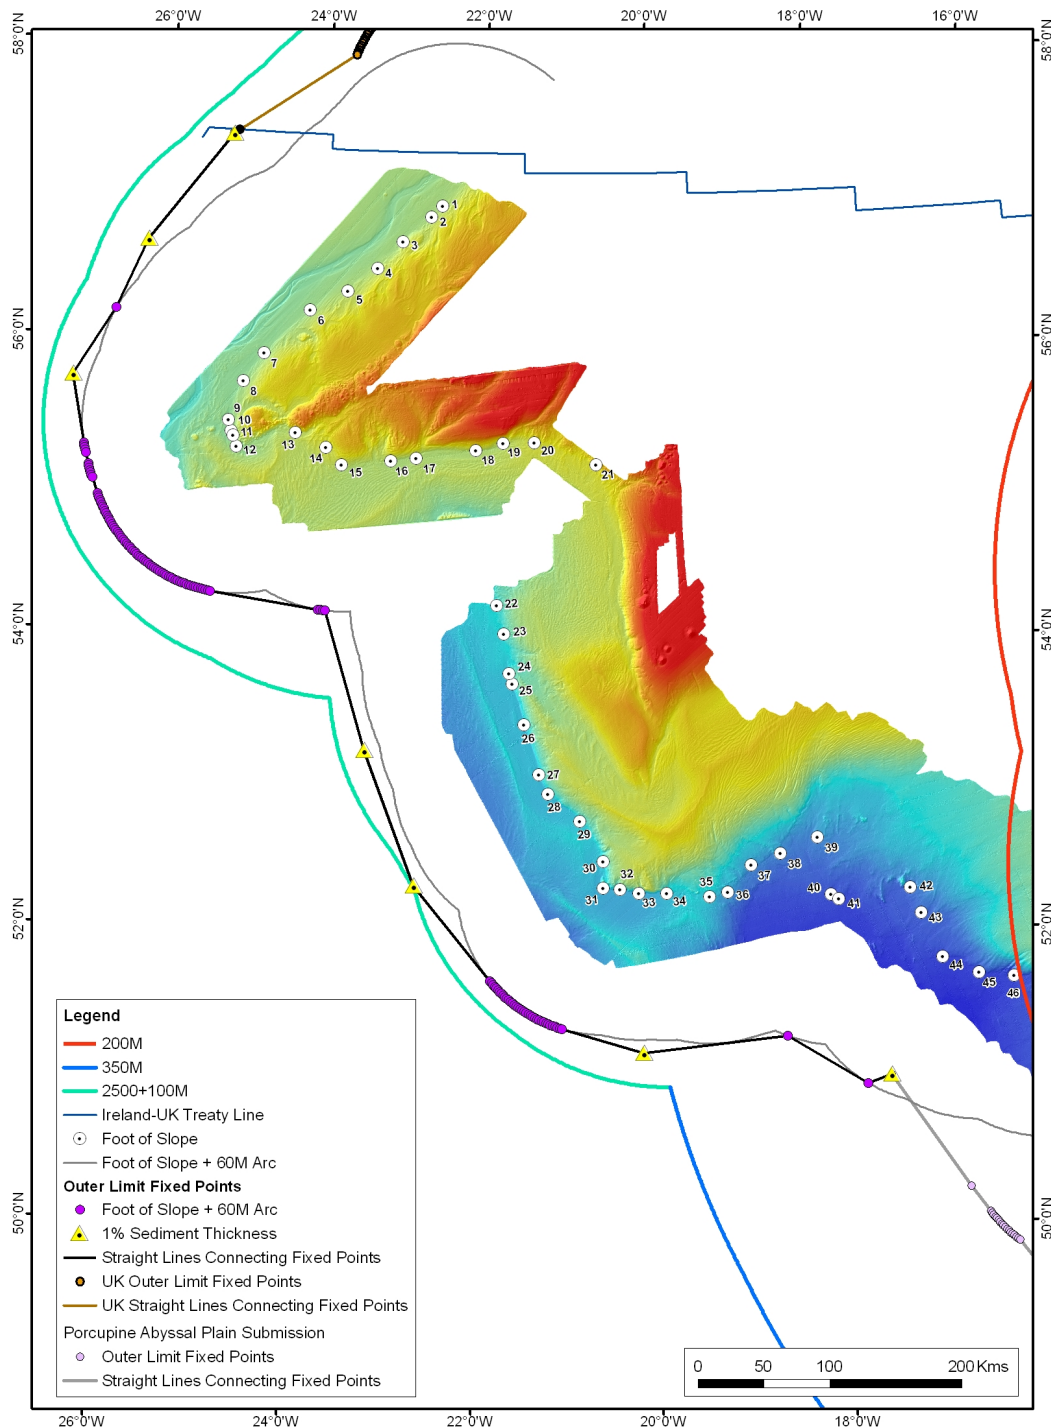 26°0'W 24°0'W 22°0'W 20°0'W 18°0'W 16°0'W
58°0'N 58°0'N
1
2
3
4
5
56°0'N 56°0'N
6
7
8
9
10
11
12
13
14
15
16
17
18
19
20
21
22
54°0'N 54°0'N
23
24
25
26
27
28
29
30
31
32
33
34
35
36
37
38
39
40
41
42
43
52°0'N 52°0'N
44
45
46
50°0'N 50°0'N
Legend
200M
350M
2500+100M
Ireland-UK Treaty Line
Foot of Slope
Foot of Slope + 60M Arc
Outer Limit Fixed Points
Foot of Slope + 60M Arc
1% Sediment Thickness
Straight Lines Connecting Fixed Points
UK Outer Limit Fixed Points
UK Straight Lines Connecting Fixed Points
Porcupine Abyssal Plain Submission
Outer Limit Fixed Points
Straight Lines Connecting Fixed Points
0 50 100 200 Kms
26°0'W 24°0'W 22°0'W 20°0'W 18°0'W